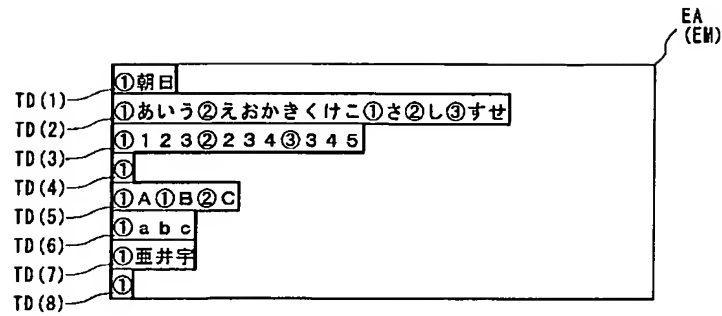 EA
(EM)
TD(1) ①朝日
TD(2) ①あいう②えおかきくけこ①さ②し③すせ
TD(3) ①123②234③345
TD(4) ①
TD(5) ①A①B②C
TD(6) ①abc
TD(7) ①亜井宇
TD(8) ①